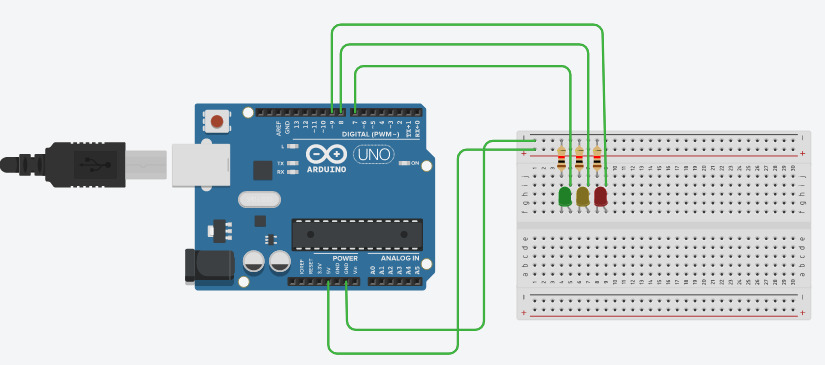 AREF
GND
13
12
~11
~10
~9
8
7
~6
~5
4
~3
2
TX→1
RX←0
DIGITAL (PWM ~)
L
TX
RX
ARDUINO
UNO
ON
POWER
ANALOG IN
IOREF
RESET
3.3V
5V
GND
GND
Vin
A0
A1
A2
A3
A4
A5
- -
+ +
j j
i i
h h
g g
f f
e e
d d
c c
b b
a a
- -
+ +